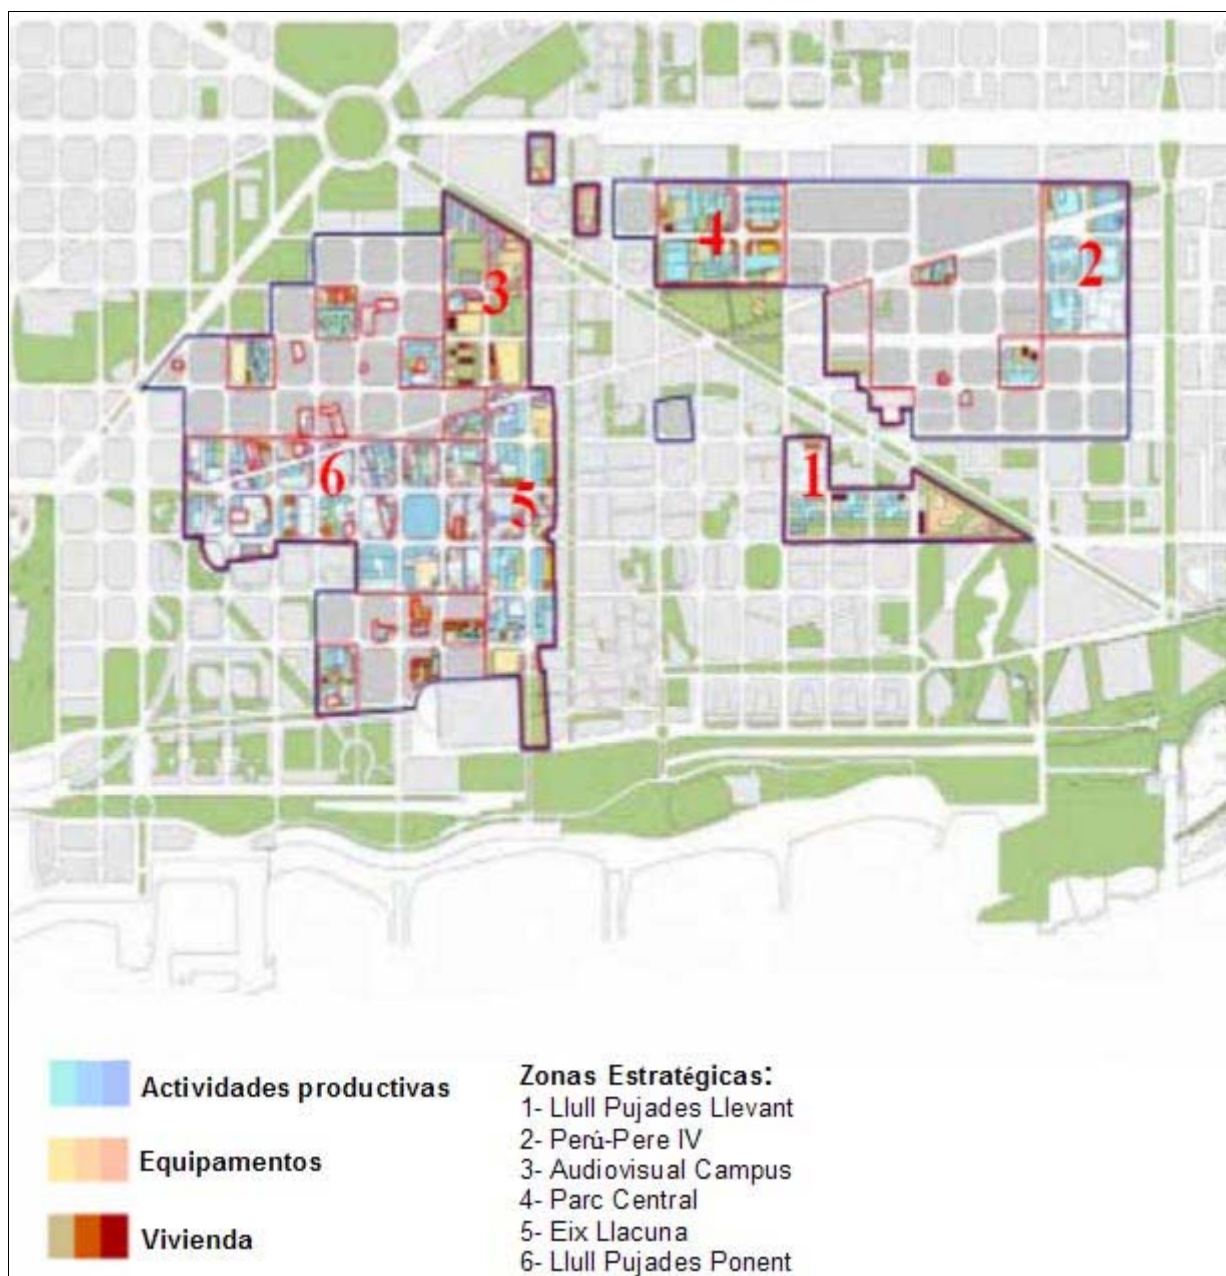 3
4
2
1
6
5
Actividades productivas
Equipamentos
Vivienda
Zonas Estratégicas:
1- Llull Pujades Llevant
2- Perú-Pere IV
3- Audiovisual Campus
4- Parc Central
5- Eix Llacuna
6- Llull Pujades Ponent